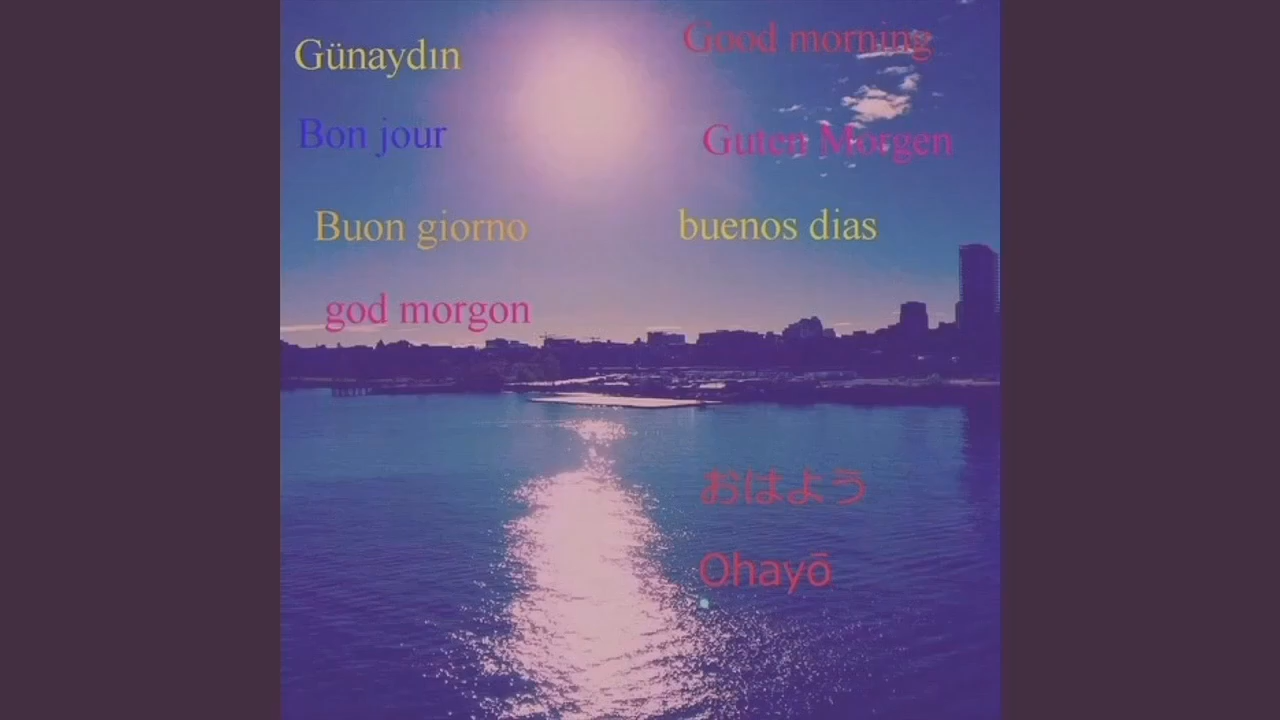 Günaydın
Good morning
Bon jour
Guten Morgen
Buon giorno
buenos dias
god morgon
おはよう
Ohayō